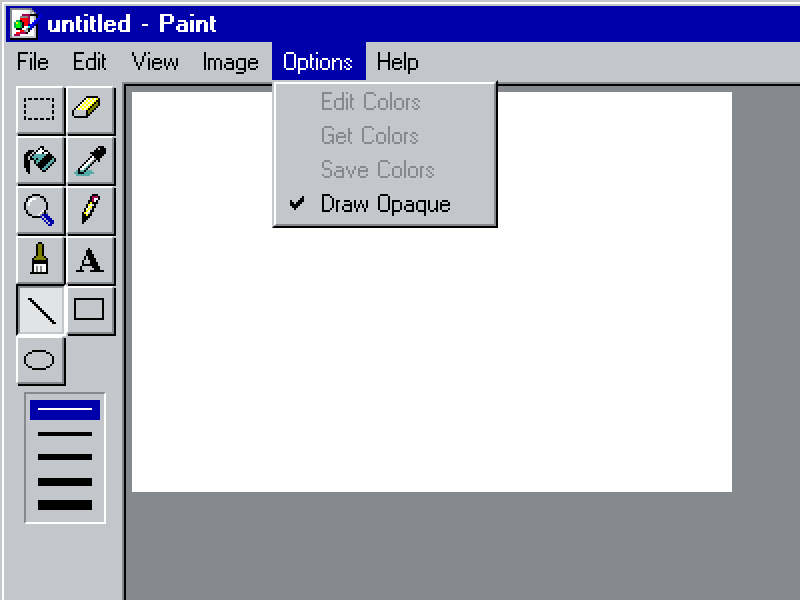 untitled - Paint
File Edit View Image Options Help
Edit Colors
Get Colors
Save Colors
Draw Opaque
A